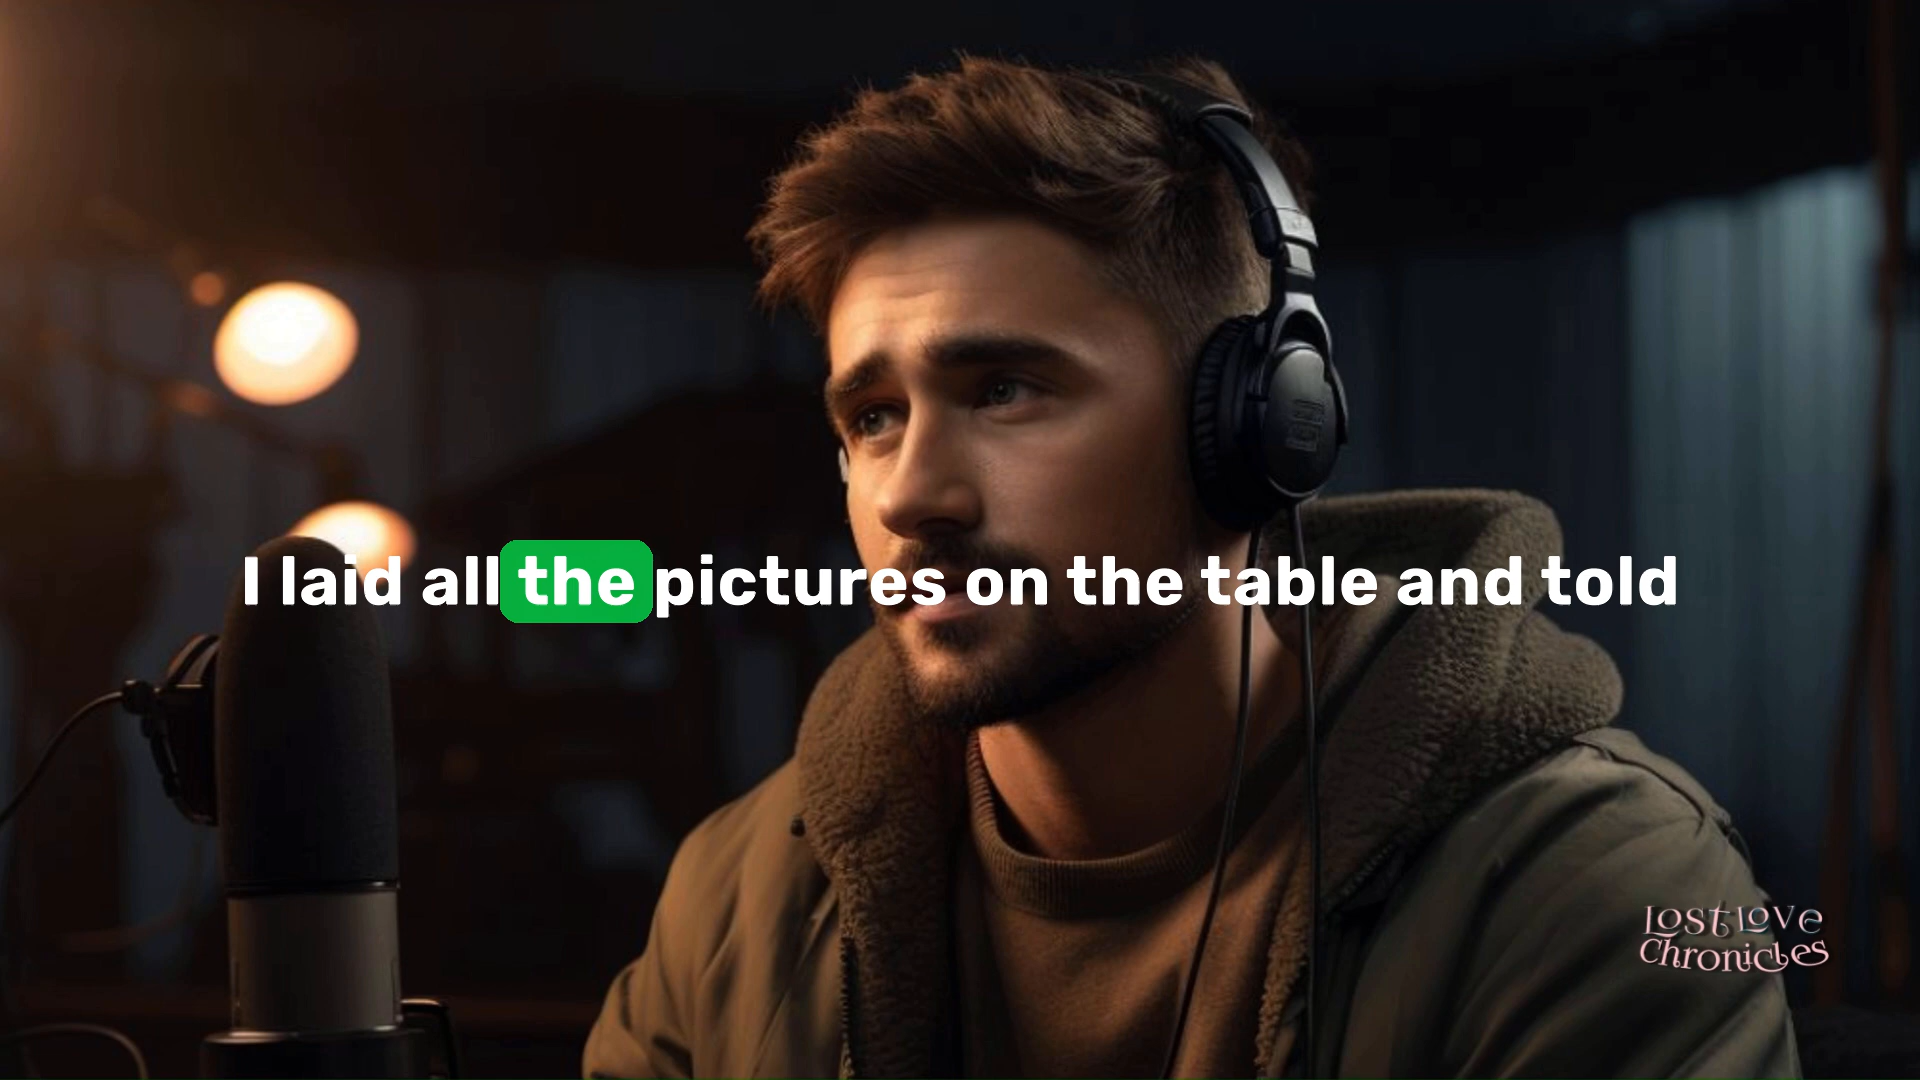 I laid all the pictures on the table and told
Lost Love
Chronicles